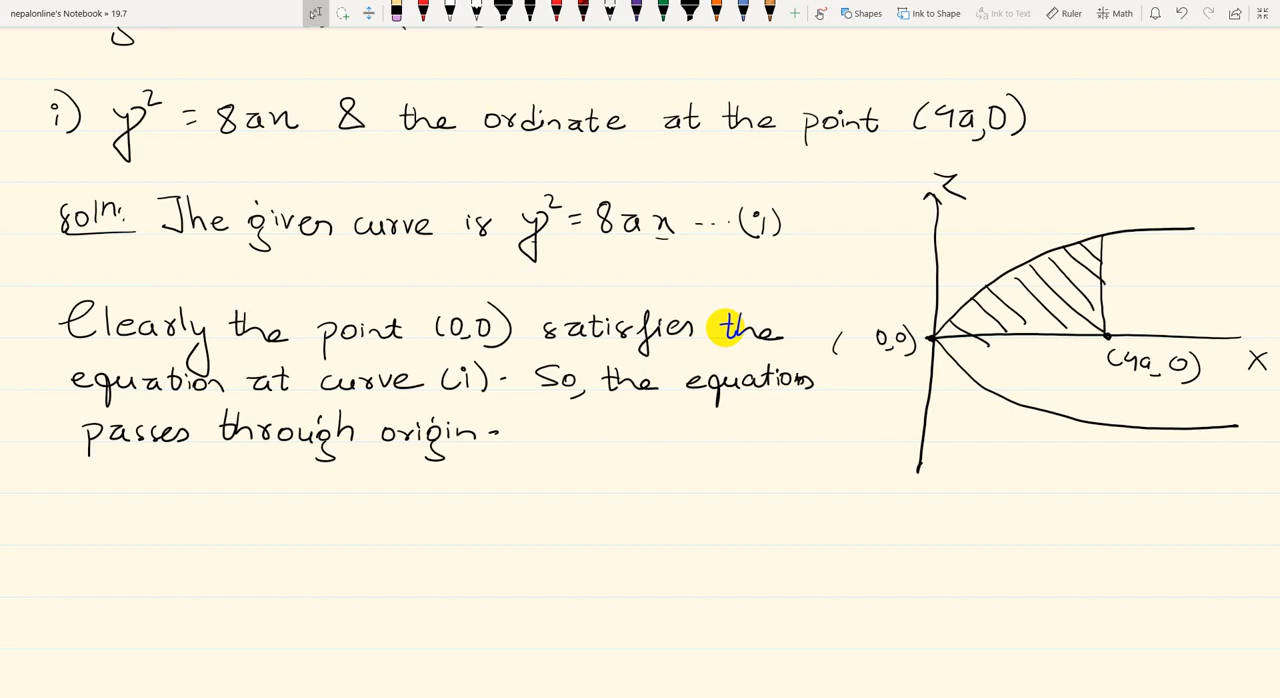 nepalonline's Notebook » 19.7
Shapes Ink to Shape Ink to Text Ruler Math
i) y² = 8ax & the ordinate at the point (4a,0)
soln: The given curve is y² = 8ax ... (i)
Clearly the point (0,0) satisfies the
equation at curve (i). So, the equation
passes through origin.
(0,0)
(4a, 0)
X